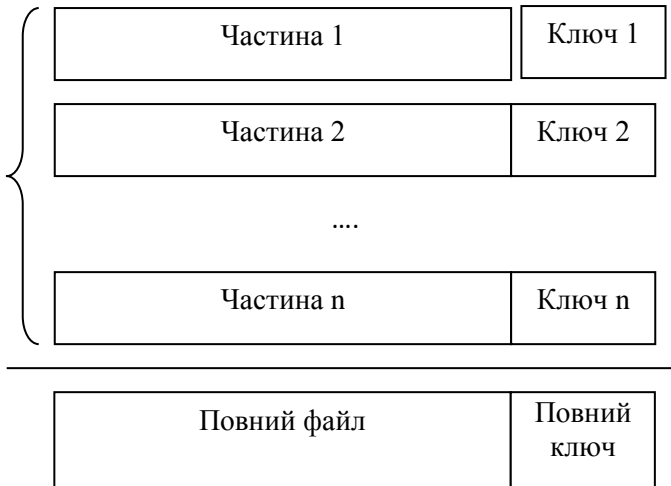 Частина 1 Ключ 1
Частина 2 Ключ 2
....
Частина n Ключ n
Повний файл Повний
ключ